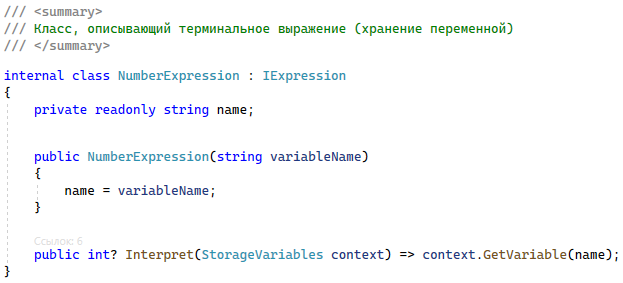 /// <summary>
/// Класс, описывающий терминальное выражение (хранение переменной)
/// </summary>
internal class NumberExpression : IExpression
{
private readonly string name;
public NumberExpression(string variableName)
{
name = variableName;
}
Ссылок: 6
public int? Interpret(StorageVariables context) => context.GetVariable(name);
}